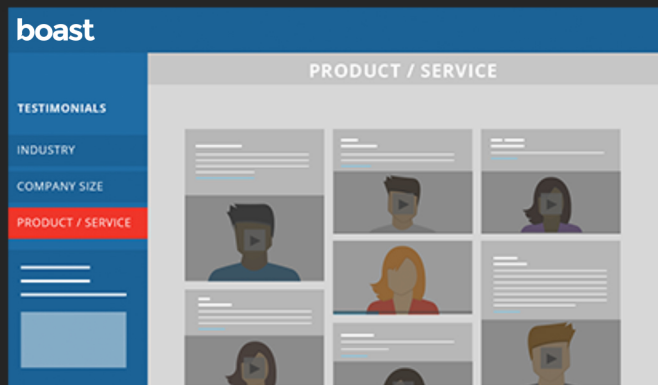 boast
PRODUCT / SERVICE
TESTIMONIALS
INDUSTRY
COMPANY SIZE
PRODUCT / SERVICE